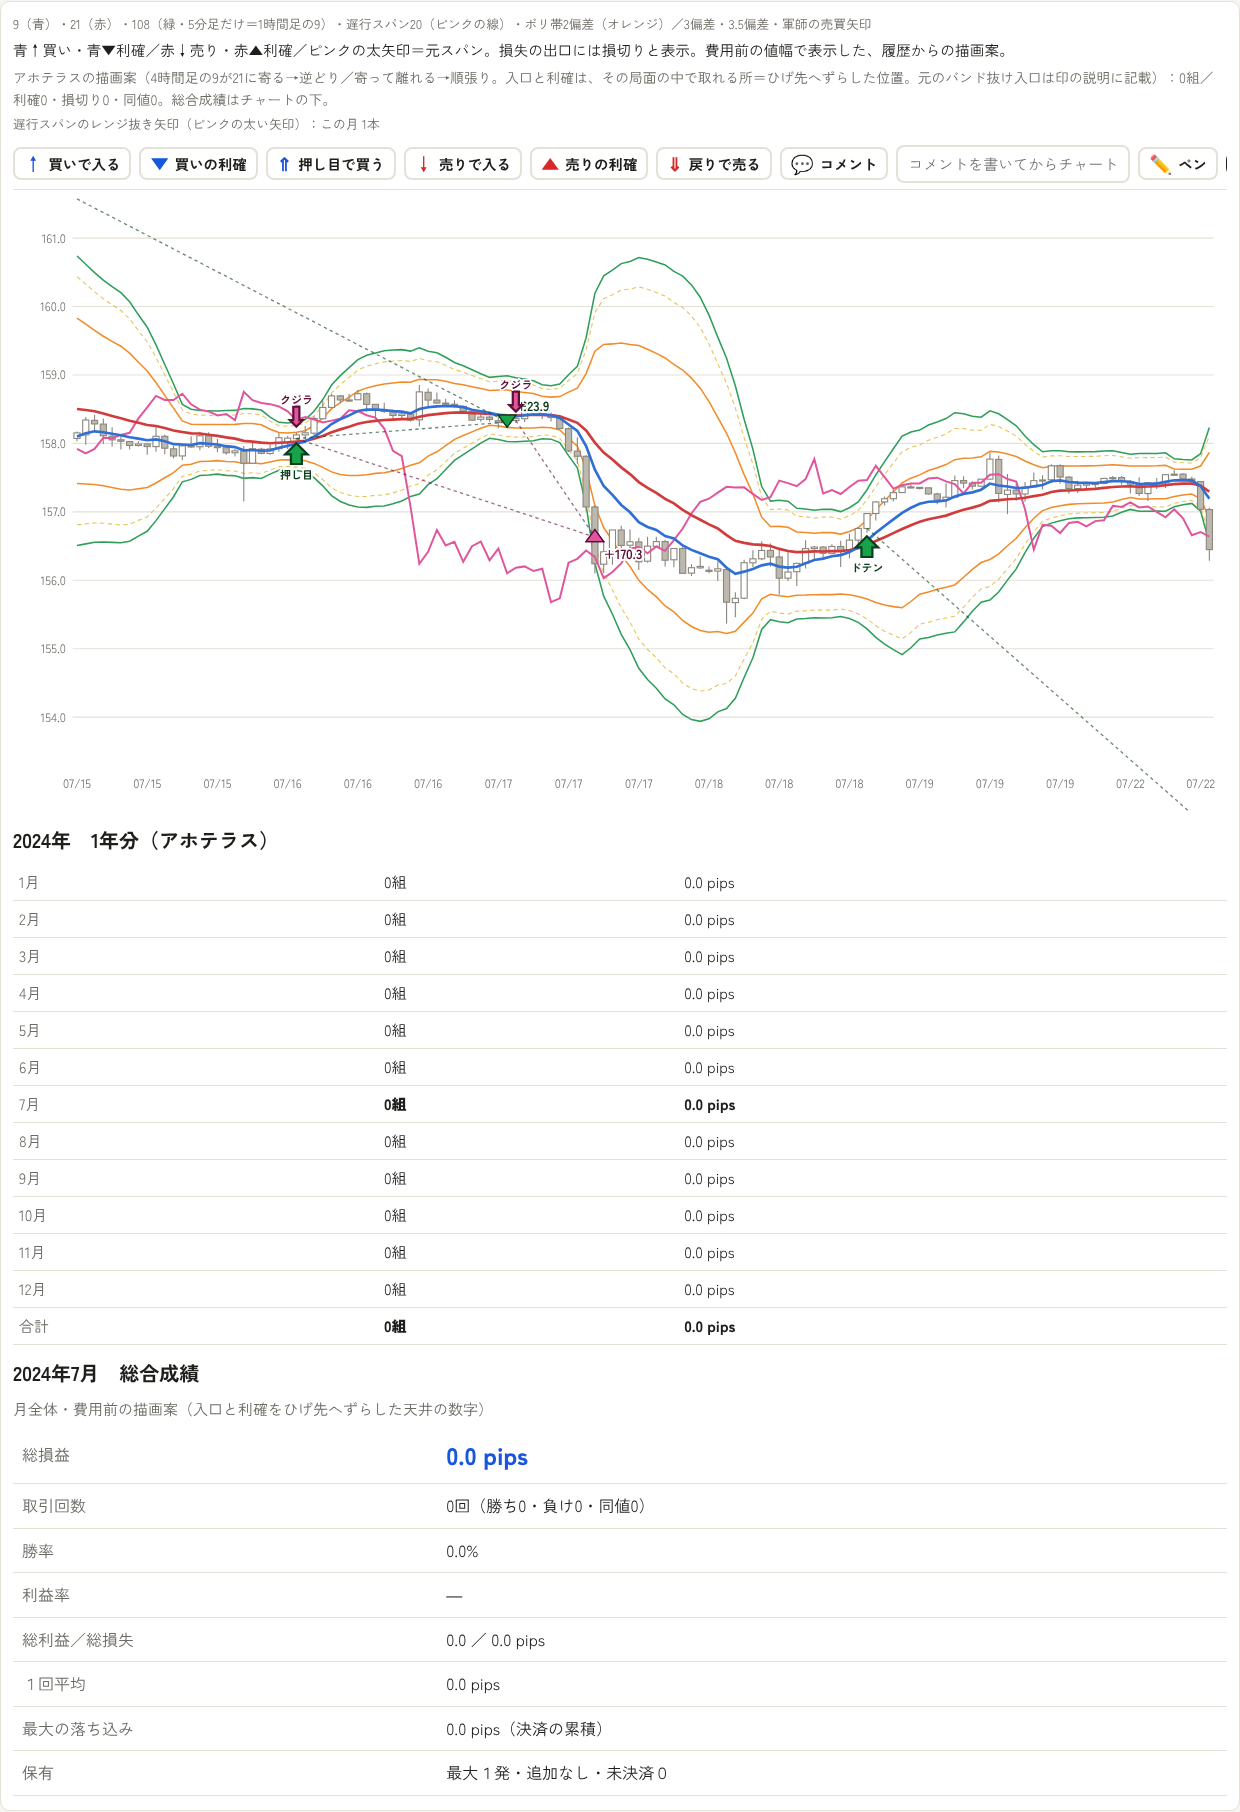 9（青）・21（赤）・108（緑・5分足だけ＝1時間足の9）・遅行スパン20（ピンクの線）・ボリ帯2偏差（オレンジ）／3偏差・3.5偏差・軍師の売買矢印
青↑買い・青▼利確／赤↓売り・赤▲利確／ピンクの太矢印＝元スパン。損失の出口には損切りと表示。費用前の値幅で表示した、履歴からの描画案。
アホテラスの描画案（4時間足の9が21に寄る→逆どり／寄って離れる→順張り。入口と利確は、その局面の中で取れる所＝ひげ先へずらした位置。元のバンド抜け入口は印の説明に記載）：0組／
利確0・損切り0・同値0。総合成績はチャートの下。
遅行スパンのレンジ抜き矢印（ピンクの太い矢印）：この月 1本
↑ 買いで入る ▼ 買いの利確 ⇑ 押し目で買う ↓ 売りで入る ▲ 売りの利確 ⇓ 戻りで売る 💬 コメント コメントを書いてからチャート ✏️ ペン
161.0
160.0
159.0
158.0
157.0
156.0
155.0
154.0
クジラ
押し目
クジラ
23.9
+170.3
ドテン
07/15 07/15 07/15 07/16 07/16 07/16 07/17 07/17 07/17 07/18 07/18 07/18 07/19 07/19 07/19 07/22 07/22
2024年　1年分（アホテラス）
1月 0組 0.0 pips
2月 0組 0.0 pips
3月 0組 0.0 pips
4月 0組 0.0 pips
5月 0組 0.0 pips
6月 0組 0.0 pips
7月 0組 0.0 pips
8月 0組 0.0 pips
9月 0組 0.0 pips
10月 0組 0.0 pips
11月 0組 0.0 pips
12月 0組 0.0 pips
合計 0組 0.0 pips
2024年7月　総合成績
月全体・費用前の描画案（入口と利確をひげ先へずらした天井の数字）
総損益 0.0 pips
取引回数 0回（勝ち0・負け0・同値0）
勝率 0.0%
利益率 —
総利益／総損失 0.0 ／ 0.0 pips
１回平均 0.0 pips
最大の落ち込み 0.0 pips（決済の累積）
保有 最大１発・追加なし・未決済０